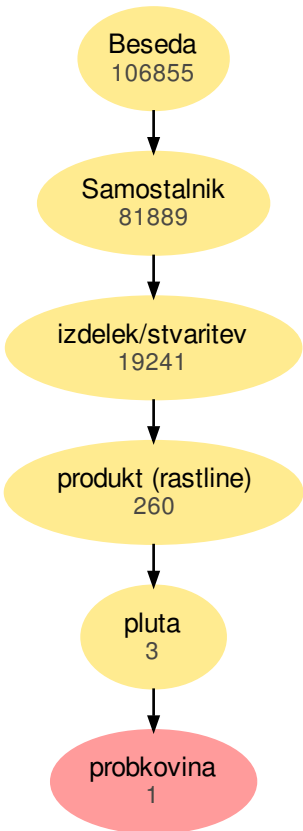 Beseda
106855
Samostalnik
81889
izdelek/stvaritev
19241
produkt (rastline)
260
pluta
3
probkovina
1